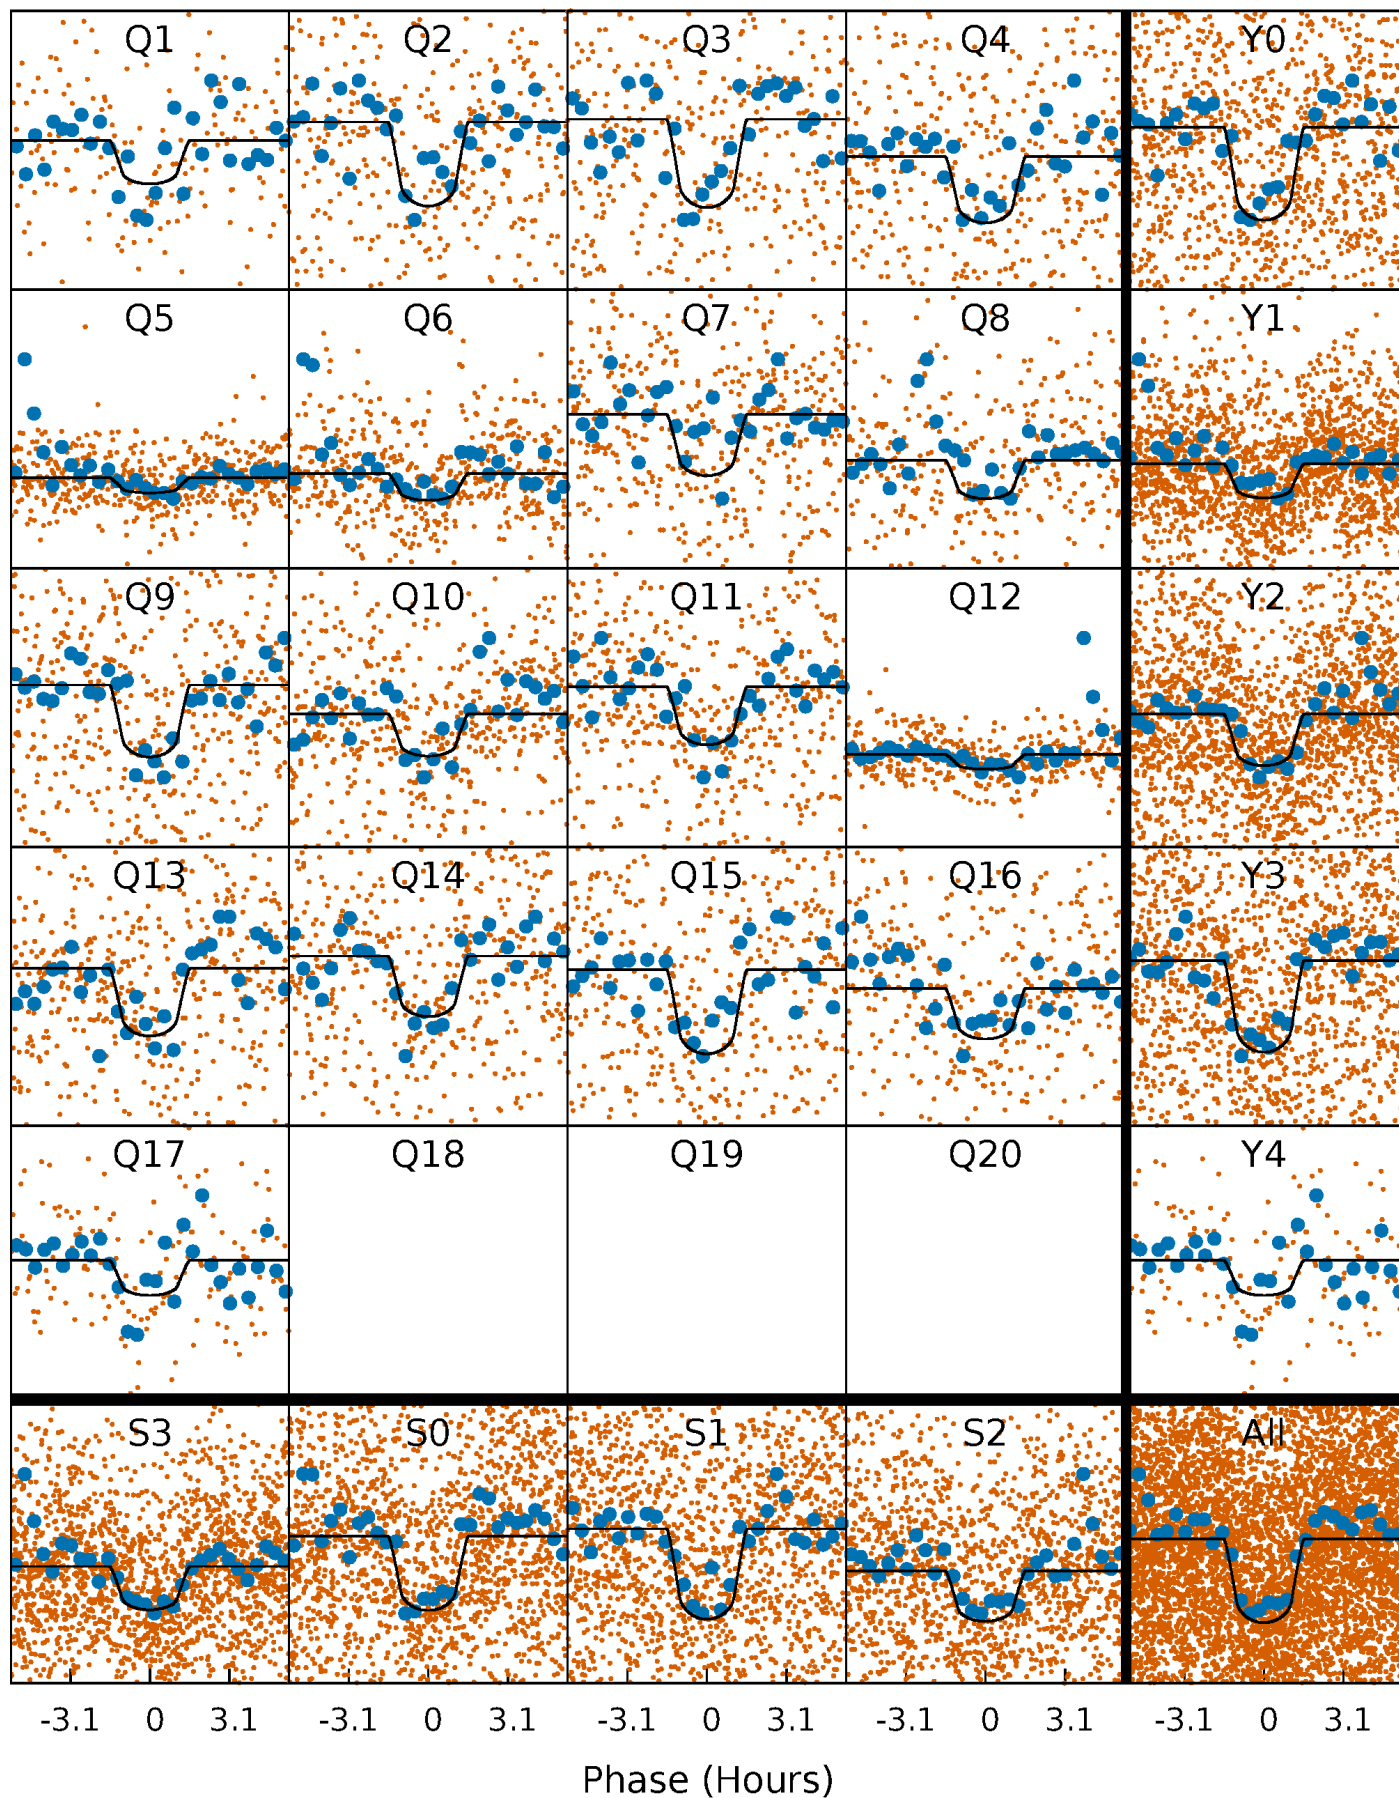 Q1 Q2 Q3 Q4 Y0
Q5 Q6 Q7 Q8 Y1
Q9 Q10 Q11 Q12 Y2
Q13 Q14 Q15 Q16 Y3
Q17 Q18 Q19 Q20 Y4
S3 S0 S1 S2 All
-3.1 0 3.1 -3.1 0 3.1 -3.1 0 3.1 -3.1 0 3.1 -3.1 0 3.1
Phase (Hours)